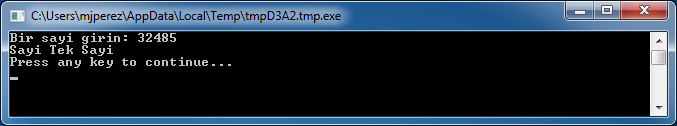 C:\Users\mjperez\AppData\Local\Temp\tmpD3A2.tmp.exe
Bir sayi girin: 32485
Sayi Tek Sayi
Press any key to continue...